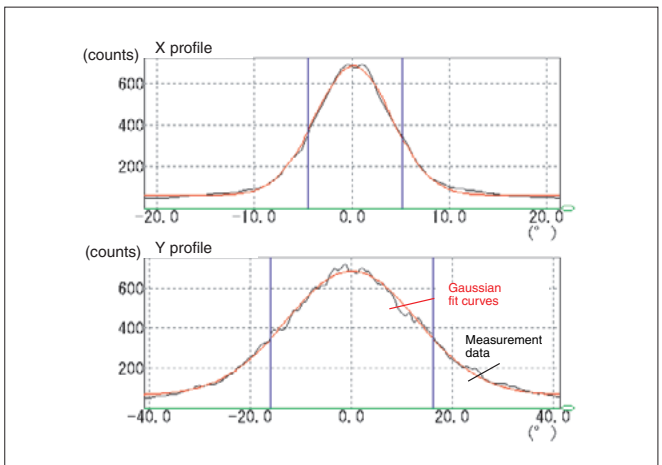 (counts) X profile
600
400
200
-20.0 -10.0 0.0 10.0 20.0
(°)
(counts) Y profile
600
400
200
Gaussian
fit curves
Measurement
data
-40.0 -20.0 0.0 20.0 40.0
(°)